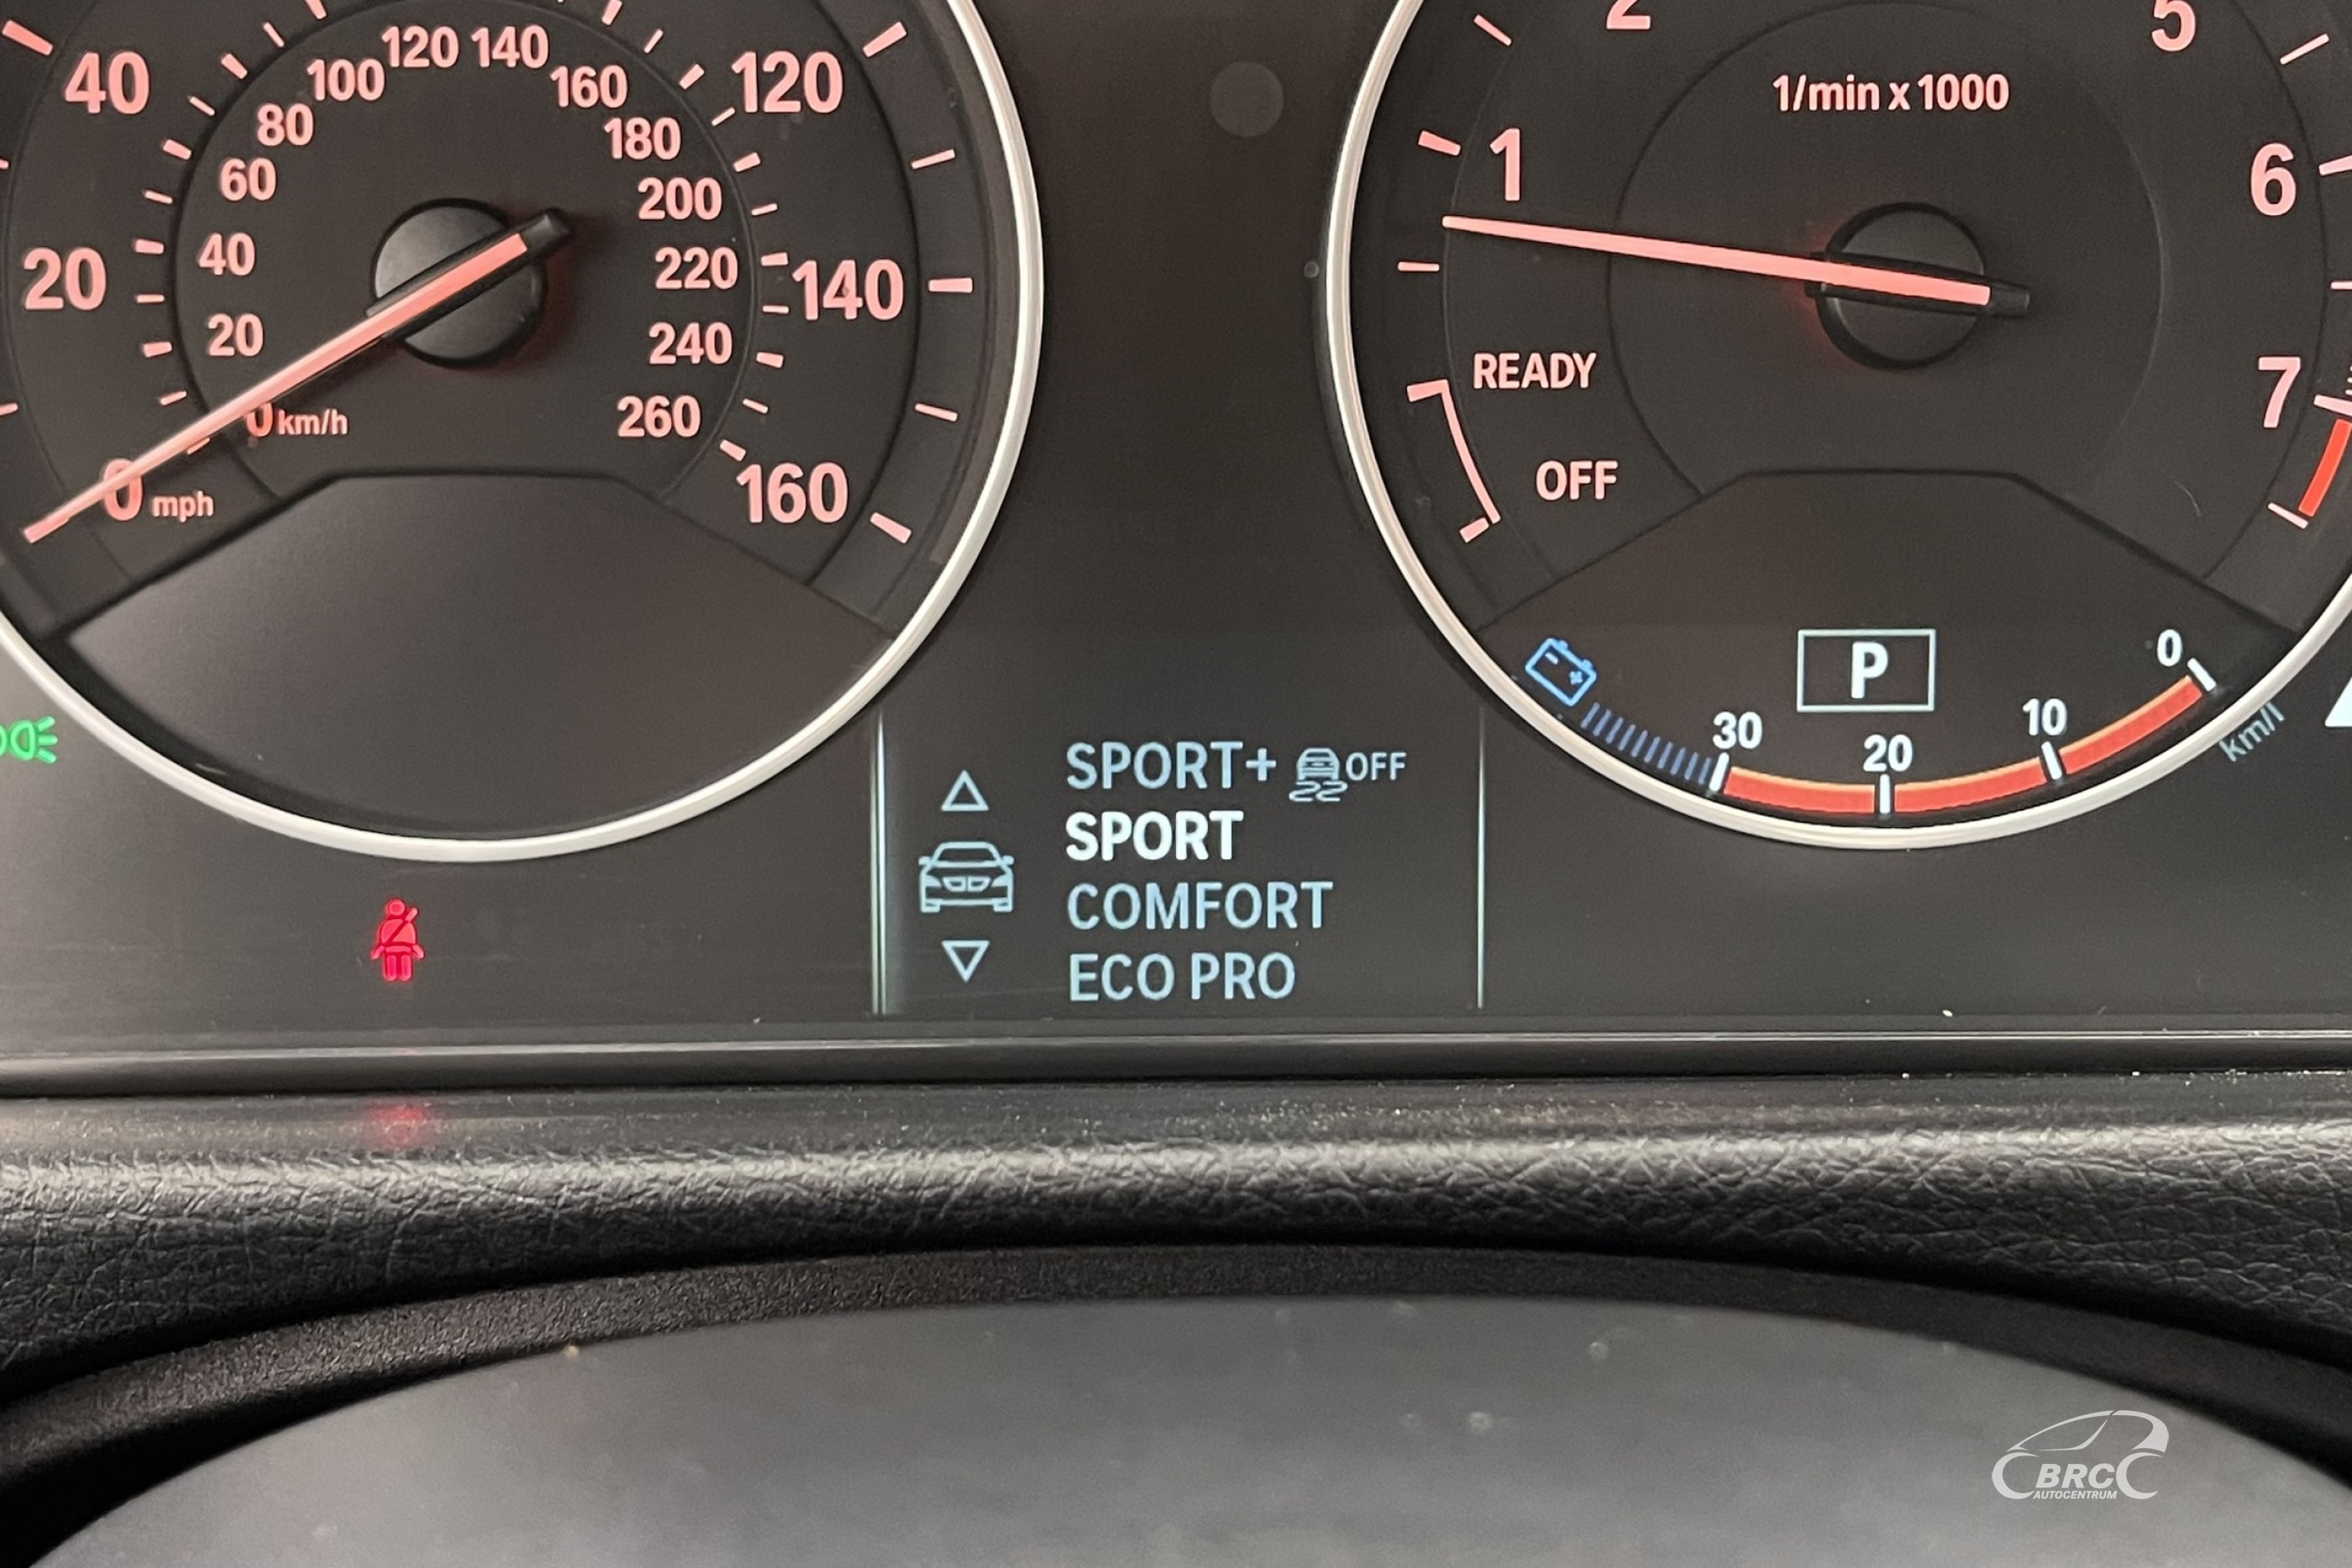 40
20
0 mph
120
140
160
0 km/h
20
40
60
80
100
120
140
160
180
200
220
240
260
1/min x 1000
1
2
5
6
7
READY
OFF
P
30
20
10
0
km/l
SPORT+ OFF
SPORT
COMFORT
ECO PRO
BRC
AUTOCENTRUM